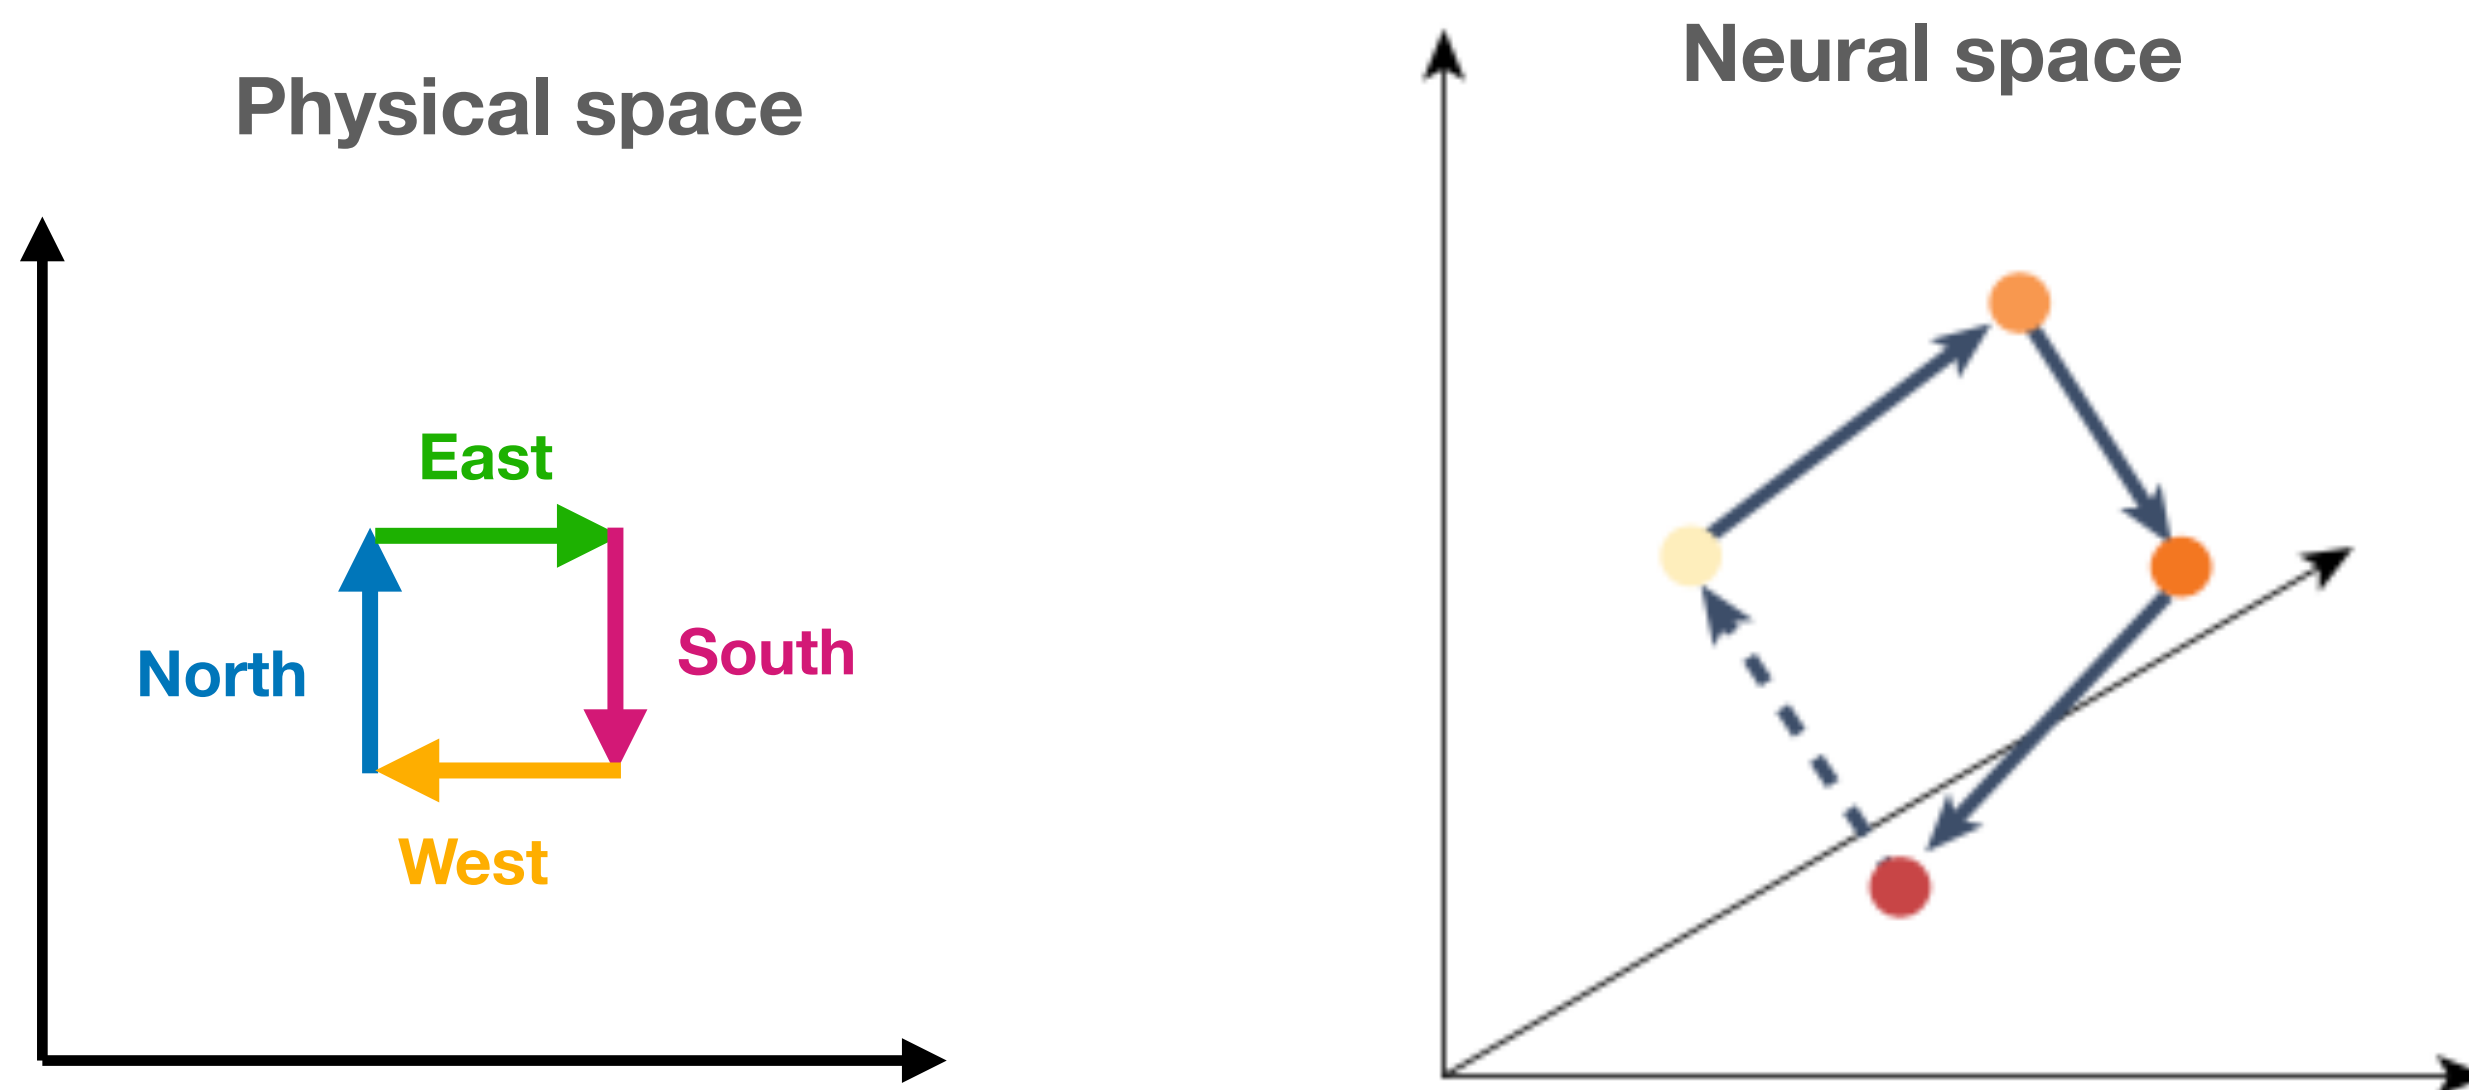 Physical space
Neural space
East
North
South
West